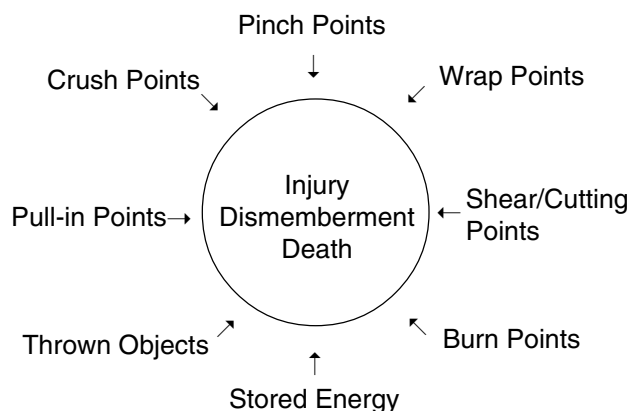 Pinch Points
Crush Points
Wrap Points
Injury
Dismemberment
Death
Pull-in Points
Shear/Cutting
Points
Thrown Objects
Burn Points
Stored Energy